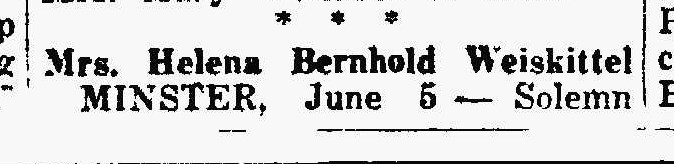 * * *
Mrs. Helena Bernhold Weiskittel
MINSTER, June 5 — Solemn